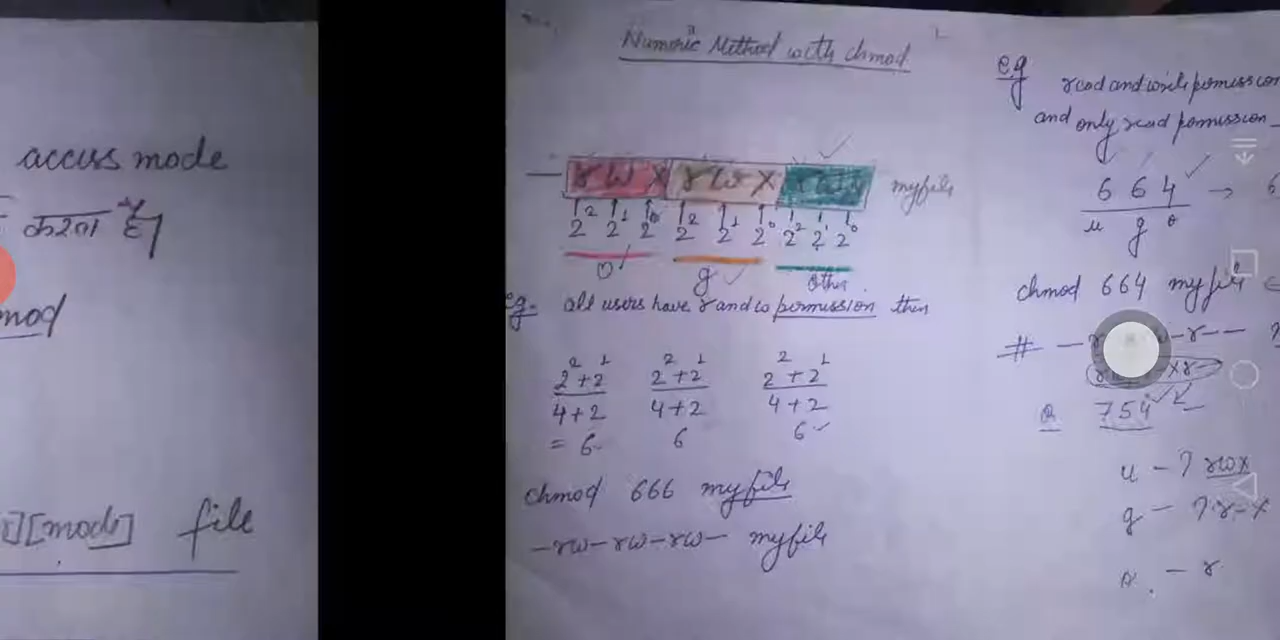 access mode
करना है
mod
][mode] file
Numeric Method with chmod
- rwx rwx rwx myfile
2² 2¹ 2⁰ 2² 2¹ 2⁰ 2² 2¹ 2⁰
O g other
eg. all users have r and w permission then
2²+2¹ 2²+2¹ 2²+2¹
4+2 4+2 4+2
= 6 6 6
chmod 666 myfile
-rw-rw-rw- myfile
eg read and write permission
and only read permission
6 6 4 → 6
u g o
chmod 664 myfile
# - w-r--
xr-
Q 754
u - ? rwx
g - ? r-x
- r